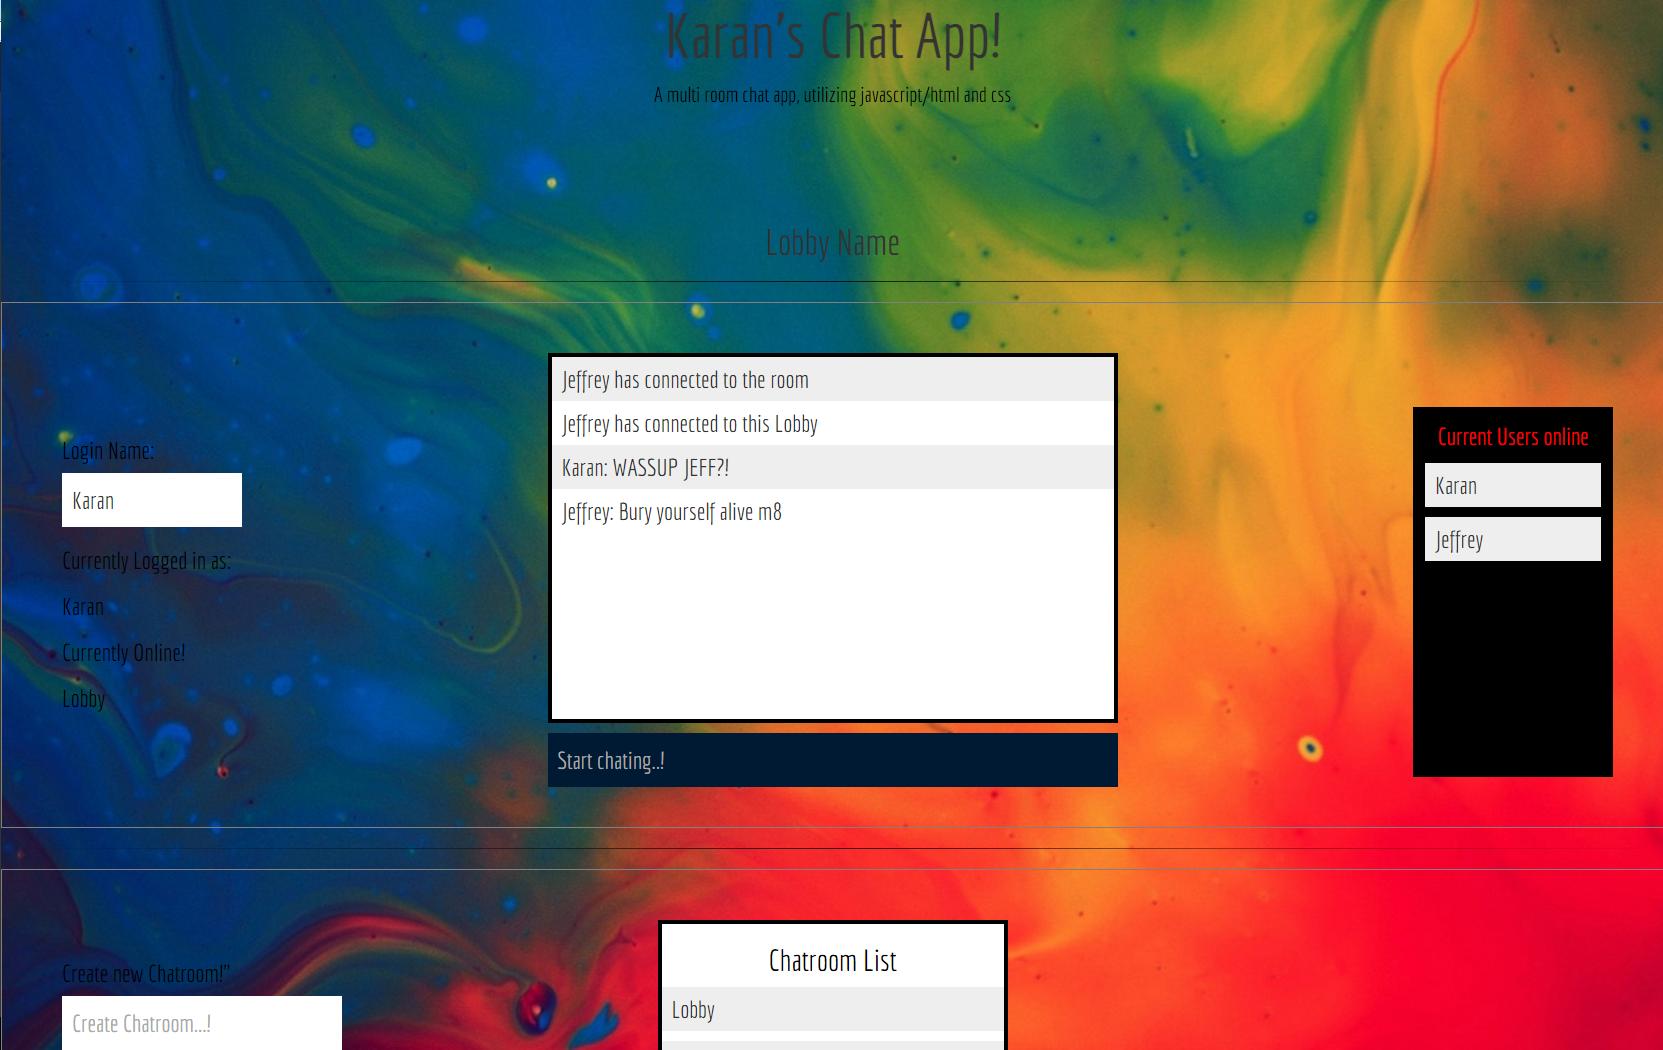 Karan's Chat App!
A multi room chat app, utilizing javascript/html and css
Lobby Name
Login Name:
Karan
Currently Logged in as:
Karan
Currently Online!
Lobby
Jeffrey has connected to the room
Jeffrey has connected to this Lobby
Karan: WASSUP JEFF?!
Jeffrey: Bury yourself alive m8
Start chating..!
Current Users online
Karan
Jeffrey
Create new Chatroom!"
Create Chatroom...!
Chatroom List
Lobby